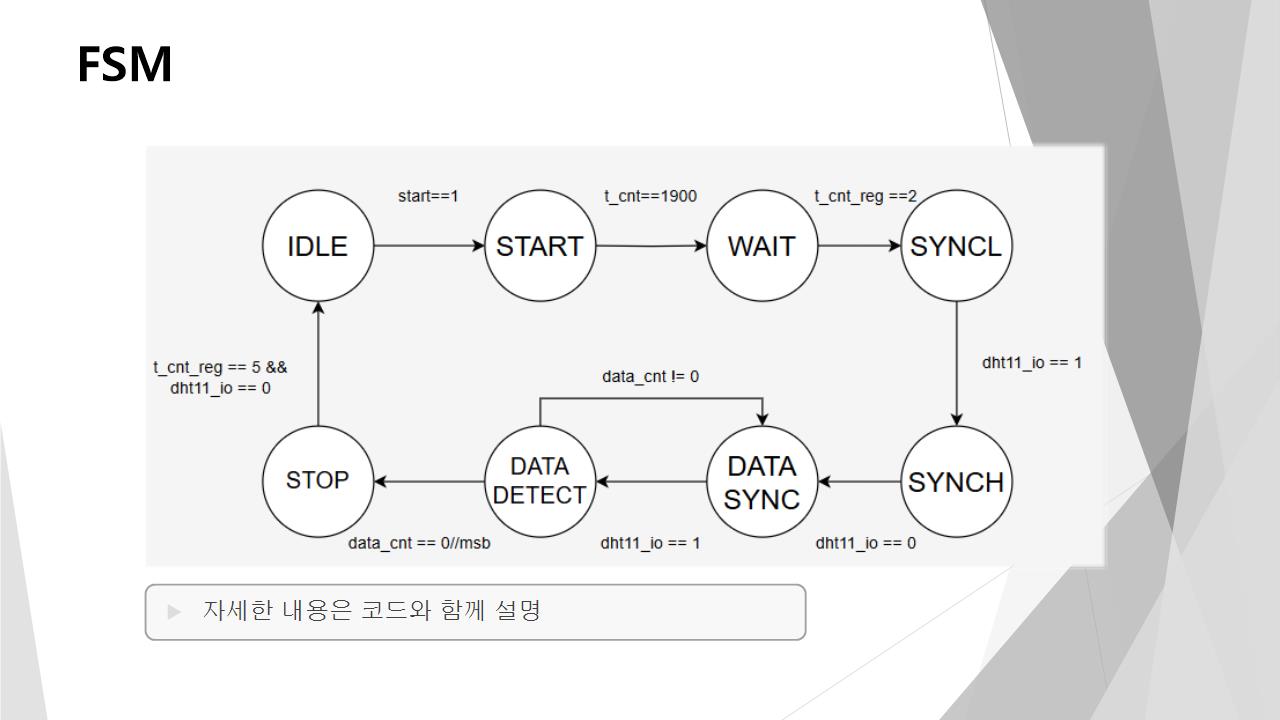 FSM
start==1
t_cnt==1900
t_cnt_reg ==2
IDLE
START
WAIT
SYNCL
t_cnt_reg == 5 &&
dht11_io == 0
data_cnt != 0
dht11_io == 1
STOP
DATA
DETECT
DATA
SYNC
SYNCH
data_cnt == 0//msb
dht11_io == 1
dht11_io == 0
자세한 내용은 코드와 함께 설명